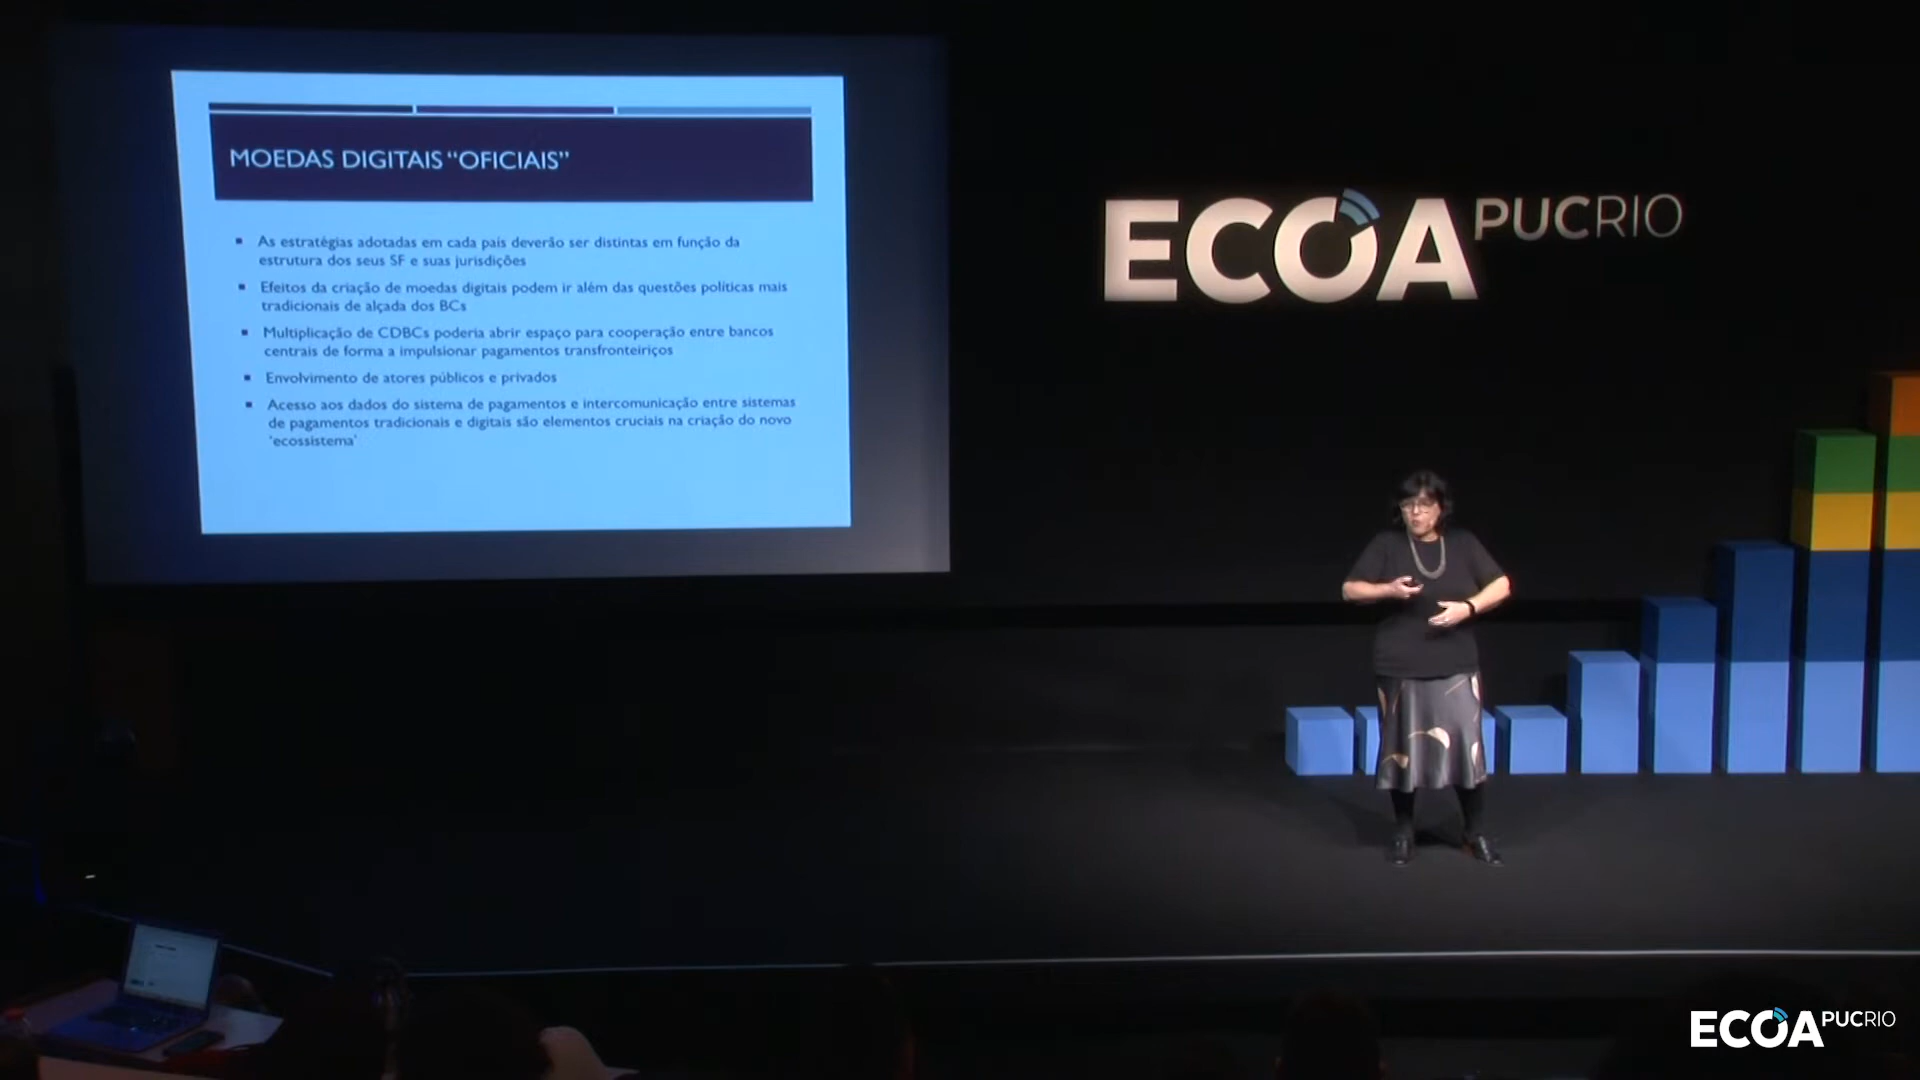 MOEDAS DIGITAIS “OFICIAIS”
▪ As estratégias adotadas em cada país deverão ser distintas em função da
estrutura dos seus SF e suas jurisdições
▪ Efeitos da criação de moedas digitais podem ir além das questões políticas mais
tradicionais de alçada dos BCs
▪ Multiplicação de CDBCs poderia abrir espaço para cooperação entre bancos
centrais de forma a impulsionar pagamentos transfronteiriços
▪ Envolvimento de atores públicos e privados
▪ Acesso aos dados do sistema de pagamentos e intercomunicação entre sistemas
de pagamentos tradicionais e digitais são elementos cruciais na criação do novo
‘ecossistema’
ECOA PUCRIO
ECOA PUCRIO